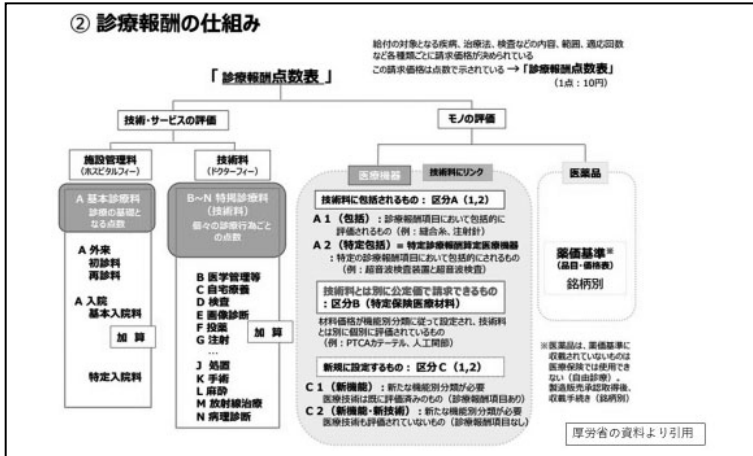 ② 診療報酬の仕組み
給付の対象となる疾病、治療法、検査などの内容、範囲、適応回数
など各種類ごとに請求価格が決められている
この請求価格は点数で示されている → 「診療報酬点数表」
(1点：10円)
「 診療報酬点数表 」
技術・サービスの評価
モノの評価
施設管理料
(ホスピタルフィー)
A 基本診療料
診療の基礎と
なる点数
A 外来
初診料
再診料
A 入院
基本入院料
加 算
特定入院料
技術料
(ドクターフィー)
B~N 特掲診療料
(技術料)
個々の診療行為ごと
の点数
B 医学管理等
C 自宅療養
D 検査
E 画像診断
F 投薬
G 注射
…
J 処置
K 手術
L 麻酔
M 放射線治療
N 病理診断
加 算
医療機器
技術料にリンク
技術料に包括されるもの：区分A (1,2)
A 1 (包括) ：診療報酬項目において包括的に
評価されるもの (例：縫合糸、注射針)
A 2 (特定包括) = 特定診療報酬算定医療機器
：特定の診療報酬項目において包括的にされるもの
(例：超音波検査装置と超音波検査)
技術料とは別に公定価で請求できるもの
：区分B (特定保険医療材料)
材料価格が機能別分類に従って設定され、技術料
とは別に個別に評価されているもの
(例：PTCAカテーテル、人工関節)
新規に設定するもの：区分C (1,2)
C 1 (新機能) ：新たな機能別分類が必要
医療技術は既に評価済みのもの (診療報酬項目あり)
C 2 (新機能・新技術) ：新たな機能別分類が必要
医療技術も評価されていないもの (診療報酬項目なし)
医薬品
薬価基準※
(品目・価格表)
銘柄別
※医薬品は、薬価基準に
収載されていないものは
医療保険では使用でき
ない (自由診療) 。
製造販売承認取得後、
収載手続き (銘柄別)
厚労省の資料より引用